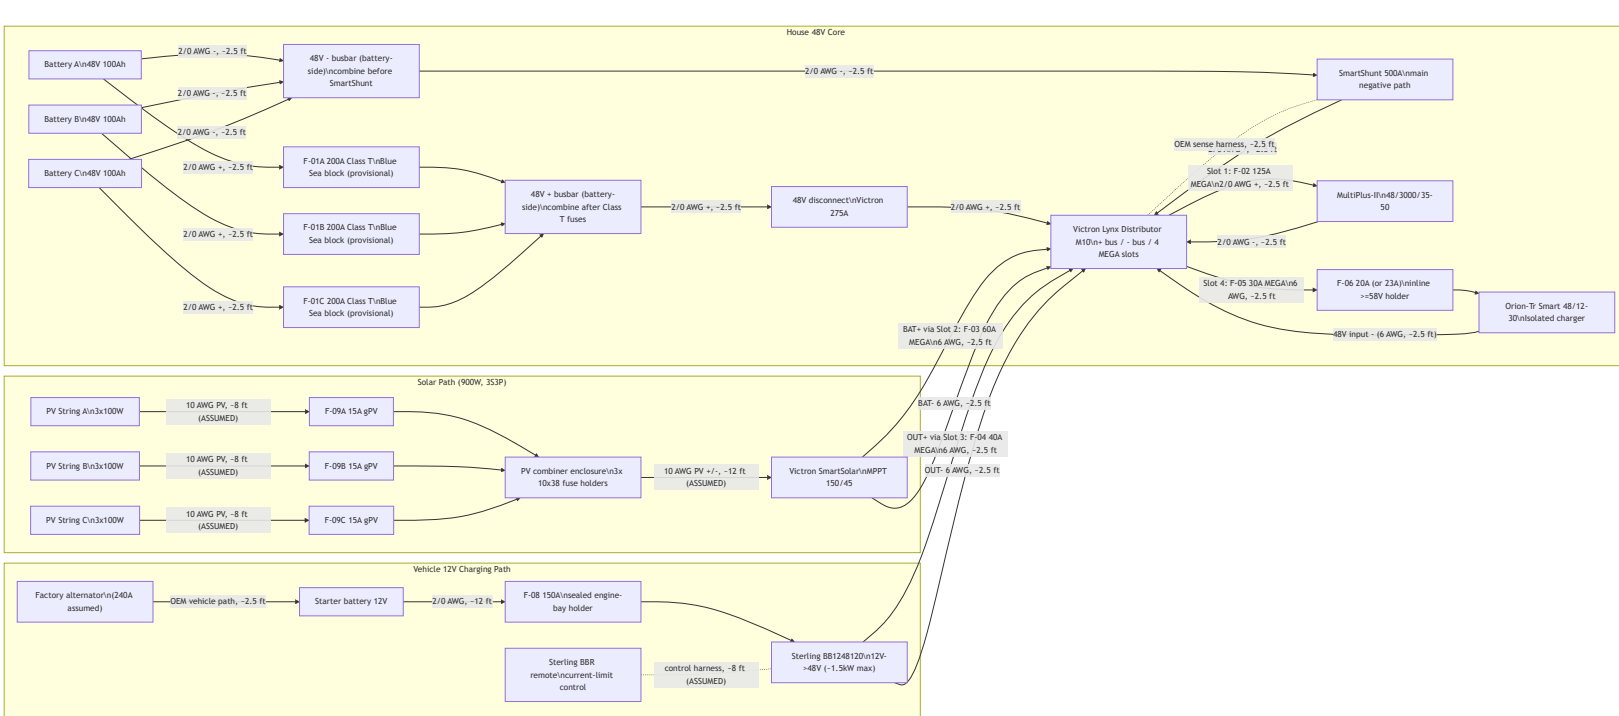 House 48V Core
Battery A\n48V 100Ah
Battery B\n48V 100Ah
Battery C\n48V 100Ah
2/0 AWG -, ~2.5 ft
2/0 AWG -, ~2.5 ft
2/0 AWG -, ~2.5 ft
2/0 AWG +, ~2.5 ft
2/0 AWG +, ~2.5 ft
2/0 AWG +, ~2.5 ft
48V - busbar (battery-
side)\ncombine before
SmartShunt
F-01A 200A Class T\nBlue
Sea block (provisional)
F-01B 200A Class T\nBlue
Sea block (provisional)
F-01C 200A Class T\nBlue
Sea block (provisional)
48V + busbar (battery-
side)\ncombine after Class
T fuses
2/0 AWG +, ~2.5 ft
48V disconnect\nVictron
275A
2/0 AWG -, ~2.5 ft
2/0 AWG +, ~2.5 ft
Victron Lynx Distributor
M10\n+ bus / - bus / 4
MEGA slots
SmartShunt 500A\nmain
negative path
OEM sense harness, ~2.5 ft
Slot 1: F-02 125A
MEGA\n2/0 AWG +, ~2.5 ft
MultiPlus-II\n48/3000/35-
50
2/0 AWG -, ~2.5 ft
Slot 4: F-05 30A MEGA\n6
AWG, ~2.5 ft
F-06 20A (or 23A)\ninline
>=58V holder
Orion-Tr Smart 48/12-
30\nIsolated charger
48V input - (6 AWG, ~2.5 ft)
BAT+ via Slot 2: F-03 60A
MEGA\n6 AWG, ~2.5 ft
BAT- 6 AWG, ~2.5 ft
OUT+ via Slot 3: F-04 40A
MEGA\n6 AWG, ~2.5 ft
OUT- 6 AWG, ~2.5 ft
Solar Path (900W, 3S3P)
PV String A\n3x100W
10 AWG PV, ~8 ft
(ASSUMED)
F-09A 15A gPV
PV String B\n3x100W
10 AWG PV, ~8 ft
(ASSUMED)
F-09B 15A gPV
PV String C\n3x100W
10 AWG PV, ~8 ft
(ASSUMED)
F-09C 15A gPV
PV combiner enclosure\n3x
10x38 fuse holders
10 AWG PV +/-, ~12 ft
(ASSUMED)
Victron SmartSolar\nMPPT
150/45
Vehicle 12V Charging Path
Factory alternator\n(240A
assumed)
OEM vehicle path, ~2.5 ft
Starter battery 12V
2/0 AWG, ~12 ft
F-08 150A\nsealed engine-
bay holder
Sterling BBR
remote\ncurrent-limit
control
control harness, ~8 ft
(ASSUMED)
Sterling BB1248120\n12V-
>48V (~1.5kW max)